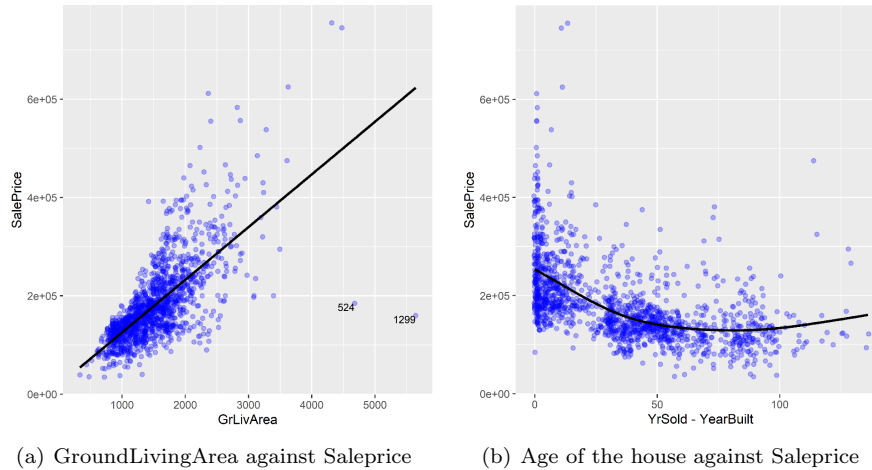 SalePrice
6e+05
4e+05
2e+05
0e+00
524
1299
1000 2000 3000 4000 5000
GrLivArea
SalePrice
6e+05
4e+05
2e+05
0e+00
0 50 100
YrSold - YearBuilt
(a) GroundLivingArea against Saleprice
(b) Age of the house against Saleprice